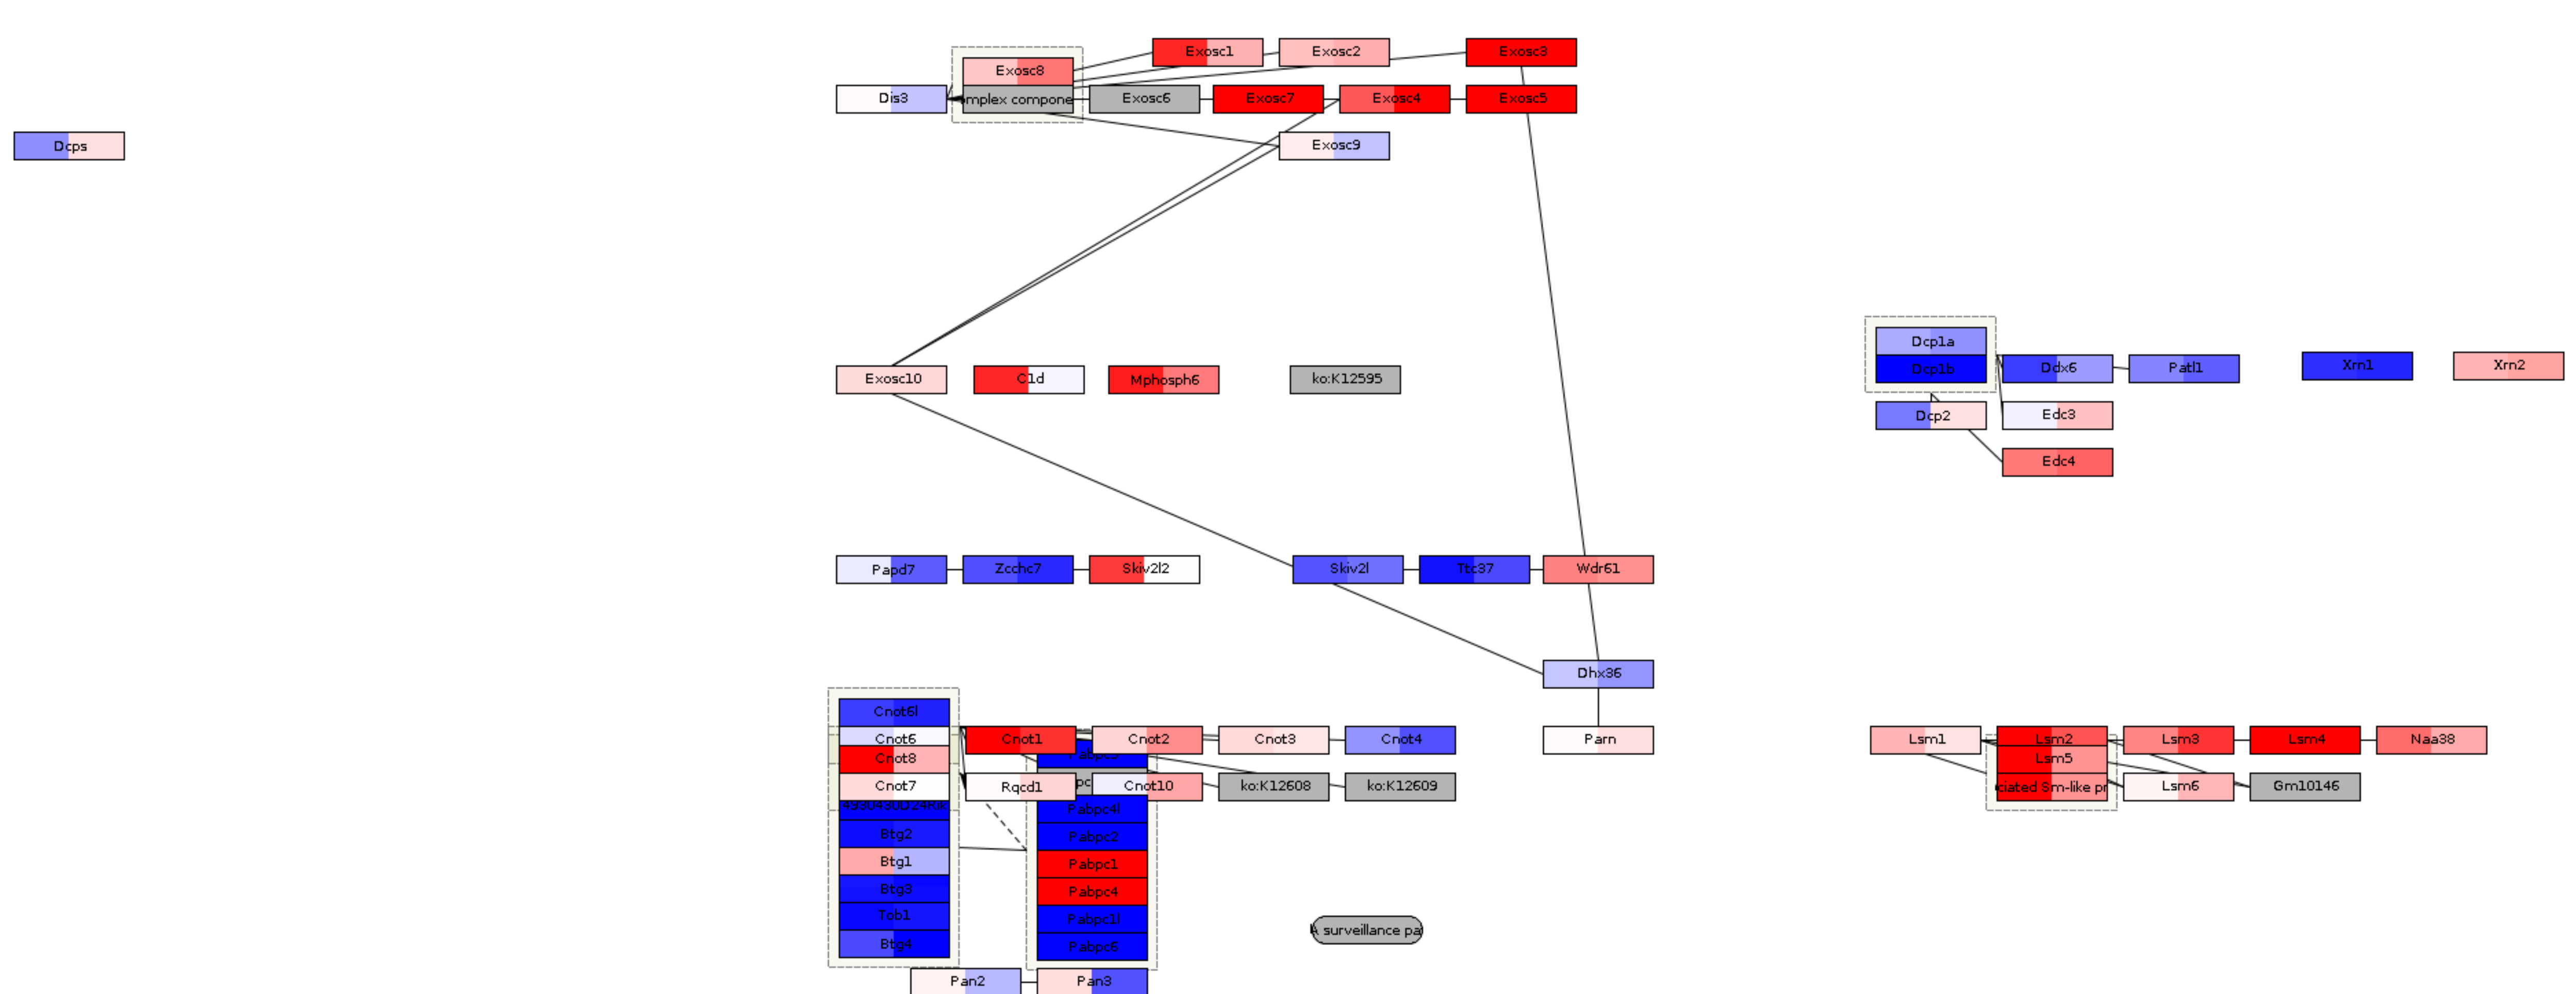 Exosc1
Exosc2
Exosc3
Exosc8
Dis3
omplex compone
Exosc6
Exosc7
Exosc4
Exosc5
Dcps
Exosc9
Dcp1a
Exosc10
C1d
Mphosph6
ko:K12595
Dcp1b
Ddx6
Patl1
Xrn1
Xrn2
Dcp2
Edc3
Edc4
Papd7
Zcchc7
Skiv2l2
Skiv2l
Ttc37
Wdr61
Dhx36
Cnot6l
Cnot6
Cnot1
Cnot2
Cnot3
Cnot4
Parn
Lsm1
Lsm2
Lsm3
Lsm4
Naa38
Cnot8
Lsm5
Cnot7
Rqcd1
pc
Cnot10
ko:K12608
ko:K12609
ciated Sm-like pr
Lsm6
Gm10146
4930430O24Rik
Pabpc4l
Btg2
Pabpc2
Btg1
Pabpc1
Btg3
Pabpc4
Tob1
Pabpc1l
A surveillance pa
Btg4
Pabpc6
Pan2
Pan3